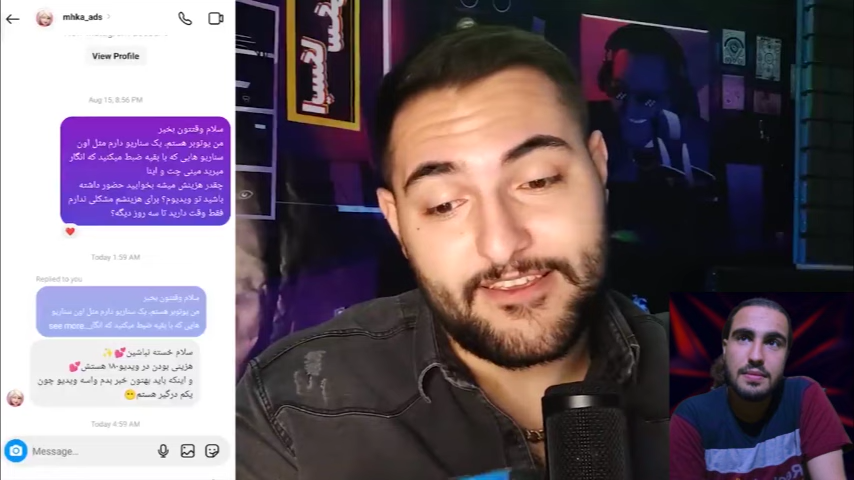 mhka_ads
View Profile
Aug 15, 8:56 PM
سلام وقتتون بخیر
من یوتوبر هستم، یک سناریو دارم مثل اون
سناریو هایی که با بقیه ضبط میکنید که انگار
میرید مینی چت و اینا
چقدر هزینش میشه بخوایید حضور داشته
باشید تو ویدیوم؟ برای هزینشم مشکلی ندارم
فقط وقت دارید تا سه روز دیگه؟
Today 1:59 AM
Replied to you
سلام وقتتون بخیر
من یوتوبر هستم، یک سناریو دارم مثل اون سناریو
هایی که با بقیه ضبط میکنید که انگار... see more
سلام خسته نباشین💕✨
هزینی بودن در ویدیو ۱۸۰ هستش💕
و اینکه باید بهتون خبر بدم واسه ویدیو چون
یکم درگیر هستم😁
Today 4:59 AM
Message...